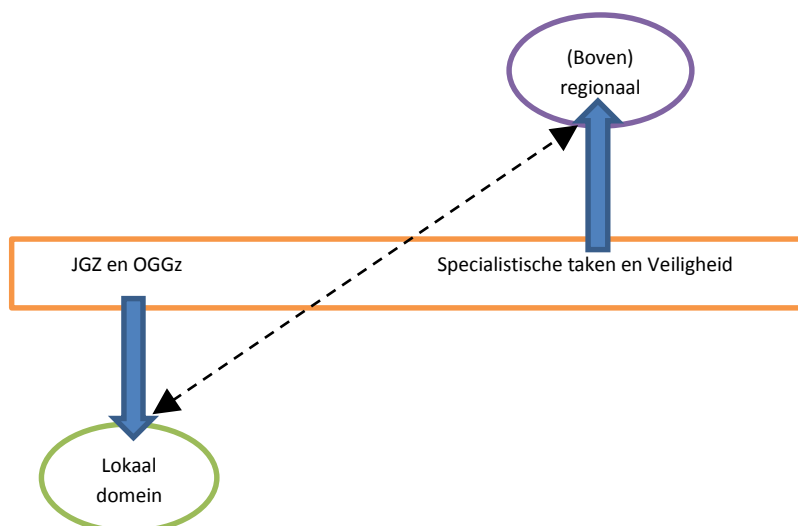 (Boven)
regionaal
JGZ en OGGz
Specialistische taken en Veiligheid
Lokaal
domein